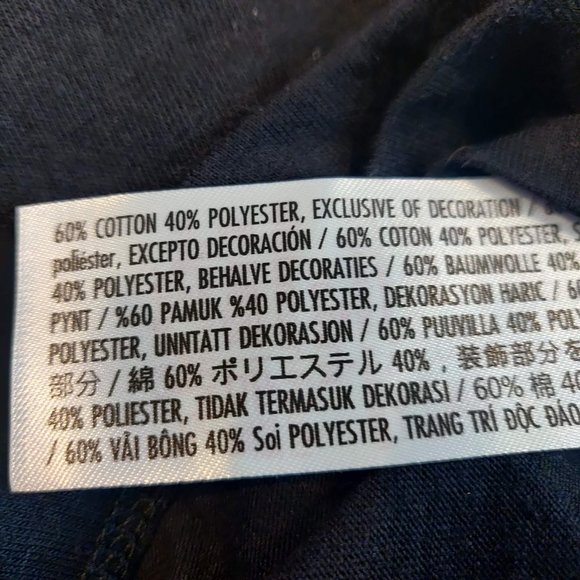 60% COTTON 40% POLYESTER, EXCLUSIVE OF DECORATION /
poliéster, EXCEPTO DECORACIÓN / 60% COTON 40% POLYESTER,
40% POLYESTER, BEHALVE DECORATIES / 60% BAUMWOLLE 40%
PYNT / %60 PAMUK %40 POLYESTER, DEKORASYON HARIC /
POLYESTER, UNNTATT DEKORASJON / 60% PUUVILLA 40%
部分 / 綿 60% ポリエステル 40% , 装飾部分を
40% POLIESTER, TIDAK TERMASUK DEKORASI / 60% 棉
/ 60% VẢI BÔNG 40% Sợi POLYESTER, TRANG TRÍ ĐỘC ĐÁO